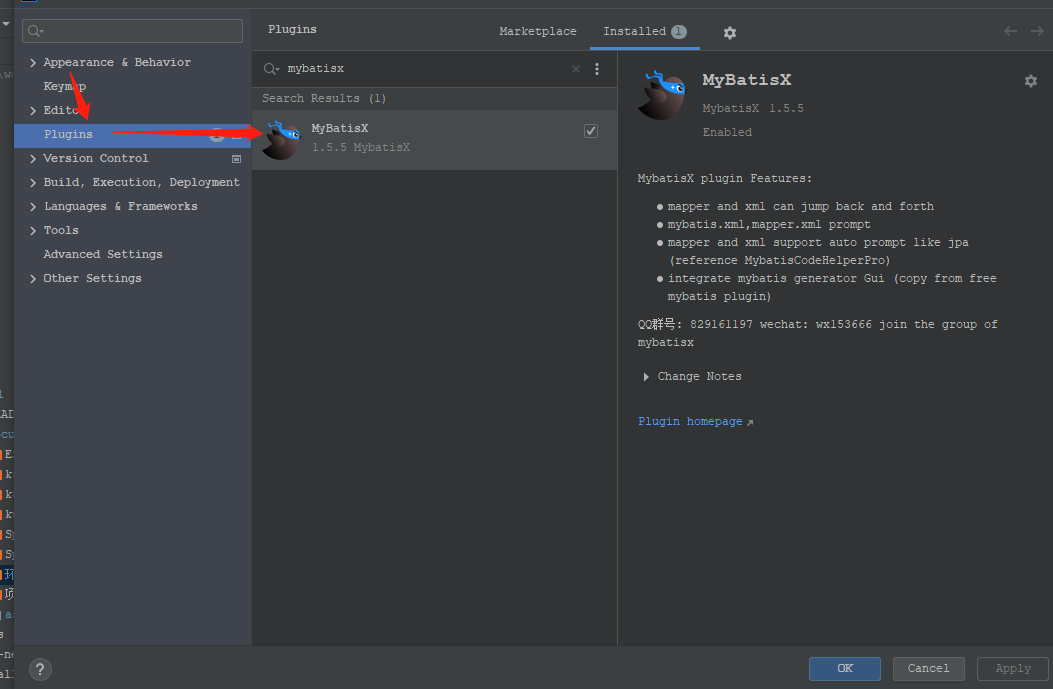 Plugins
Marketplace
Installed 1
Appearance & Behavior
Keymap
Editor
Plugins
Version Control
Build, Execution, Deployment
Languages & Frameworks
Tools
Advanced Settings
Other Settings
mybatisx
Search Results (1)
MyBatisX
1.5.5 MybatisX
MyBatisX
MybatisX 1.5.5
Enabled
MybatisX plugin Features:
mapper and xml can jump back and forth
mybatis.xml,mapper.xml prompt
mapper and xml support auto prompt like jpa
(reference MybatisCodeHelperPro)
integrate mybatis generator Gui (copy from free
mybatis plugin)
QQ群号: 829161197 wechat: wx153666 join the group of
mybatisx
Change Notes
Plugin homepage
?
OK
Cancel
Apply